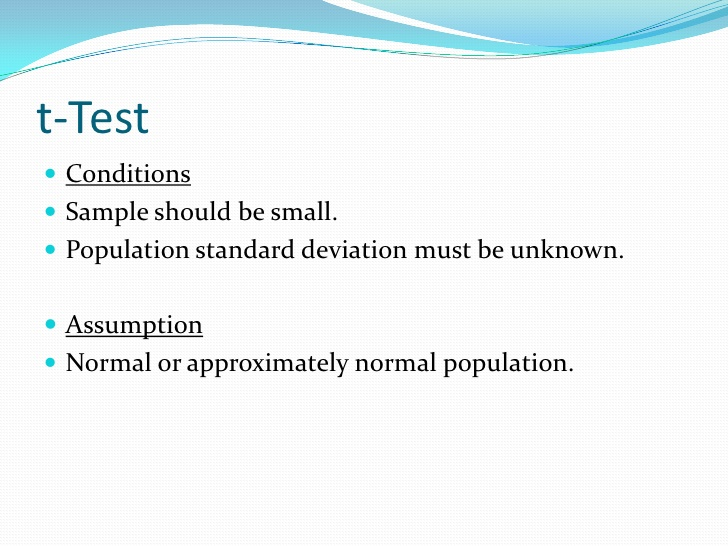 t-Test
Conditions
Sample should be small.
Population standard deviation must be unknown.
Assumption
Normal or approximately normal population.